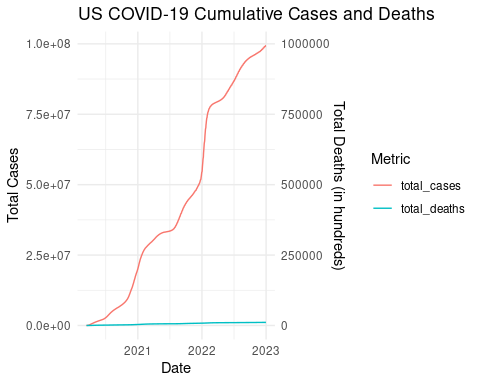 US COVID-19 Cumulative Cases and Deaths
1.0e+08
7.5e+07
5.0e+07
2.5e+07
0.0e+00
Total Cases
1000000
750000
500000
250000
0
Total Deaths (in hundreds)
2021
2022
2023
Date
Metric
total_cases
total_deaths